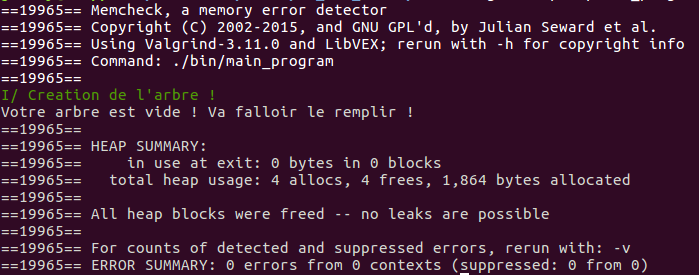 ==19965== Memcheck, a memory error detector
==19965== Copyright (C) 2002-2015, and GNU GPL'd, by Julian Seward et al.
==19965== Using Valgrind-3.11.0 and LibVEX; rerun with -h for copyright info
==19965== Command: ./bin/main_program
==19965==
I/ Creation de l'arbre !
Votre arbre est vide ! Va falloir le remplir !
==19965==
==19965== HEAP SUMMARY:
==19965==     in use at exit: 0 bytes in 0 blocks
==19965==   total heap usage: 4 allocs, 4 frees, 1,864 bytes allocated
==19965==
==19965== All heap blocks were freed -- no leaks are possible
==19965==
==19965== For counts of detected and suppressed errors, rerun with: -v
==19965== ERROR SUMMARY: 0 errors from 0 contexts (suppressed: 0 from 0)